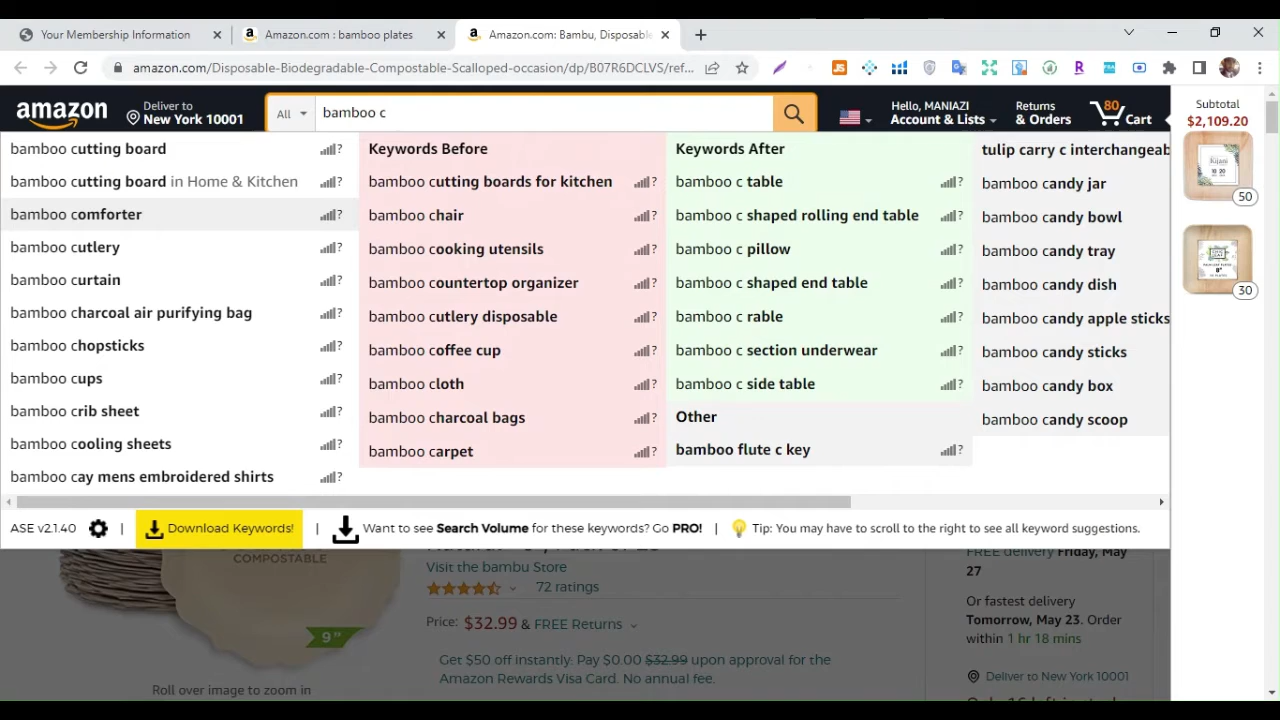 Your Membership Information
Amazon.com : bamboo plates
Amazon.com: Bambu, Disposable
amazon.com/Disposable-Biodegradable-Compostable-Scalloped-occasion/dp/B07R6DCLVS/ref...
amazon
Deliver to
New York 10001
All
bamboo c
Hello, MANIAZI
Account & Lists
Returns
& Orders
80
Cart
Subtotal
$2,109.20
50
30
bamboo cutting board
bamboo cutting board in Home & Kitchen
bamboo comforter
bamboo cutlery
bamboo curtain
bamboo charcoal air purifying bag
bamboo chopsticks
bamboo cups
bamboo crib sheet
bamboo cooling sheets
bamboo cay mens embroidered shirts
Keywords Before
bamboo cutting boards for kitchen
bamboo chair
bamboo cooking utensils
bamboo countertop organizer
bamboo cutlery disposable
bamboo coffee cup
bamboo cloth
bamboo charcoal bags
bamboo carpet
Keywords After
bamboo c table
bamboo c shaped rolling end table
bamboo c pillow
bamboo c shaped end table
bamboo c rable
bamboo c section underwear
bamboo c side table
Other
bamboo flute c key
tulip carry c interchangeab
bamboo candy jar
bamboo candy bowl
bamboo candy tray
bamboo candy dish
bamboo candy apple sticks
bamboo candy sticks
bamboo candy box
bamboo candy scoop
ASE v2.1.40 | Download Keywords! | Want to see Search Volume for these keywords? Go PRO! | Tip: You may have to scroll to the right to see all keyword suggestions.
COMPOSTABLE
9"
Roll over image to zoom in
Visit the bambu Store
72 ratings
Price: $32.99 & FREE Returns
Get $50 off instantly: Pay $0.00 $32.99 upon approval for the
Amazon Rewards Visa Card. No annual fee.
FREE delivery Friday, May
27
Or fastest delivery
Tomorrow, May 23. Order
within 1 hr 18 mins
Deliver to New York 10001